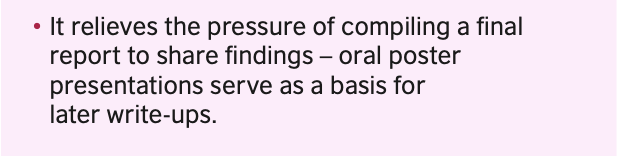 • It relieves the pressure of compiling a final
report to share findings – oral poster
presentations serve as a basis for
later write-ups.